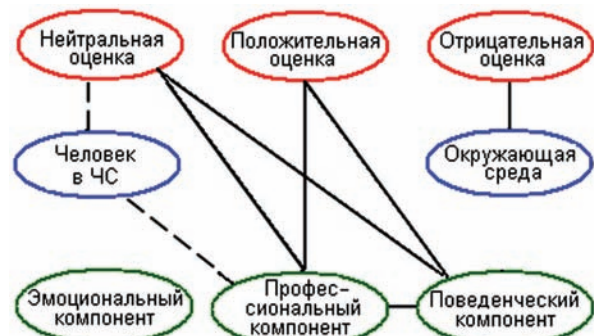 Нейтральная
оценка
Положительная
оценка
Отрицательная
оценка
Человек
в ЧС
Окружающая
среда
Эмоциональный
компонент
Профес-
сиональный
компонент
Поведенческий
компонент